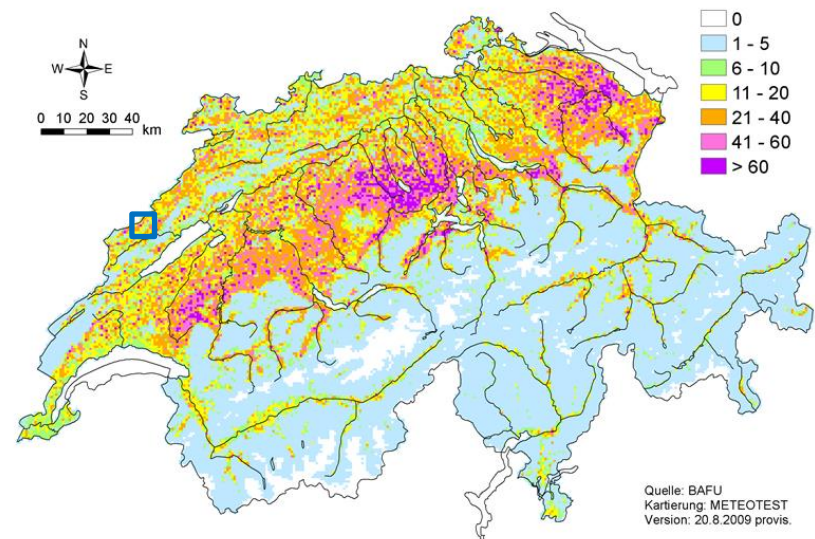 N
W E
S
0 10 20 30 40 km
0
1 - 5
6 - 10
11 - 20
21 - 40
41 - 60
> 60
Quelle: BAFU
Kartierung: METEOTEST
Version: 20.8.2009 provis.